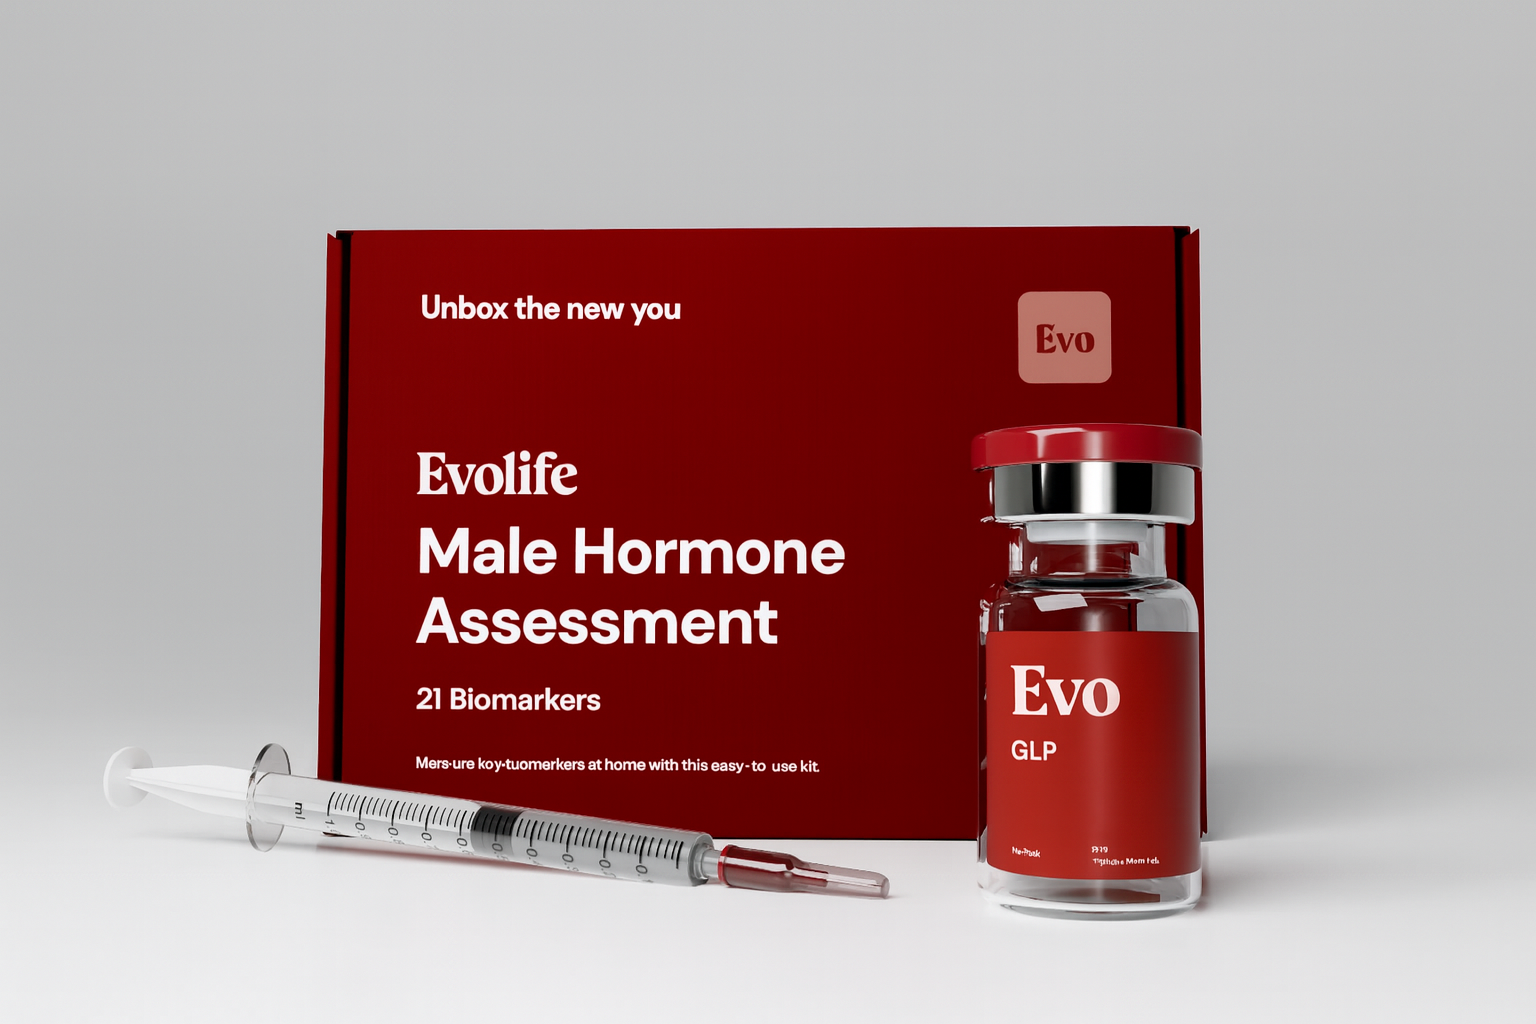 Unbox the new you
Evo
Evolife
Male Hormone
Assessment
21 Biomarkers
Mers-ure koy-tuomerkers at home with this easy-to use kit.
Evo
GLP
ml